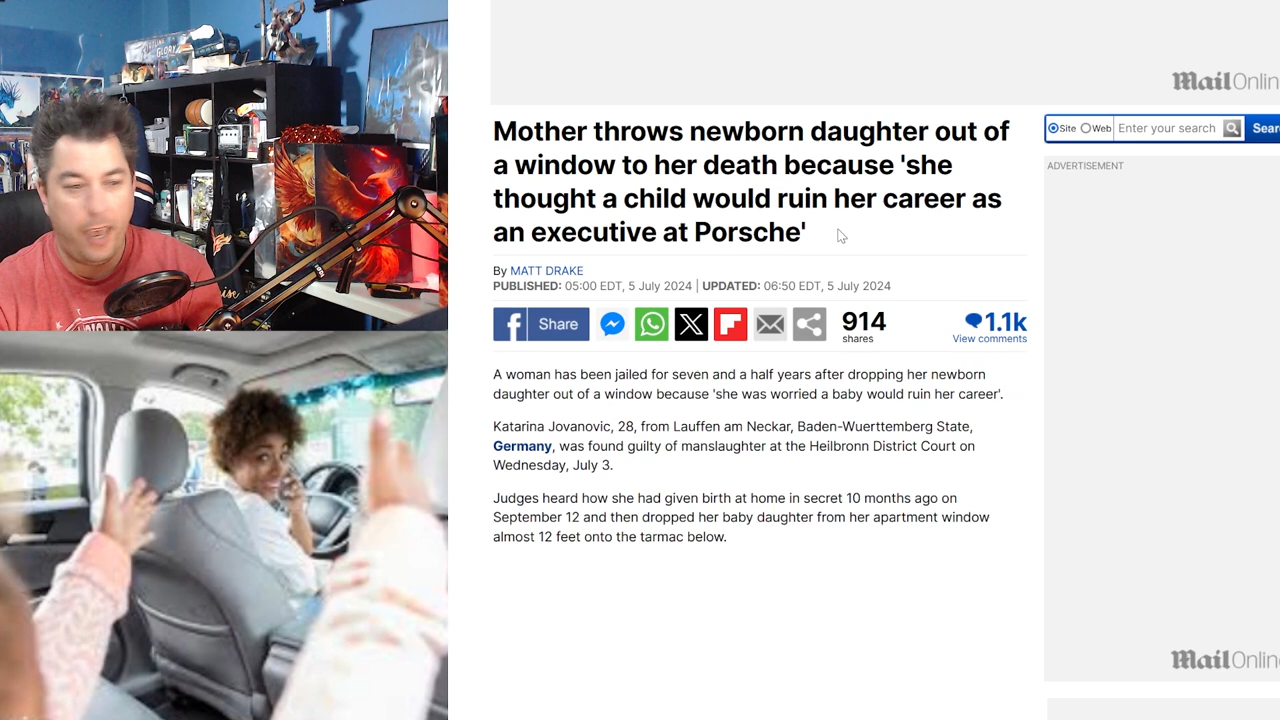 GLORY
MailOnlin
Mother throws newborn daughter out of
a window to her death because 'she
thought a child would ruin her career as
an executive at Porsche'
Site Web Enter your search Sear
ADVERTISEMENT
By MATT DRAKE
PUBLISHED: 05:00 EDT, 5 July 2024 | UPDATED: 06:50 EDT, 5 July 2024
Share
914
shares
1.1k
View comments
A woman has been jailed for seven and a half years after dropping her newborn
daughter out of a window because 'she was worried a baby would ruin her career'.
Katarina Jovanovic, 28, from Lauffen am Neckar, Baden-Wuerttemberg State,
Germany, was found guilty of manslaughter at the Heilbronn District Court on
Wednesday, July 3.
Judges heard how she had given birth at home in secret 10 months ago on
September 12 and then dropped her baby daughter from her apartment window
almost 12 feet onto the tarmac below.
MailOnlin